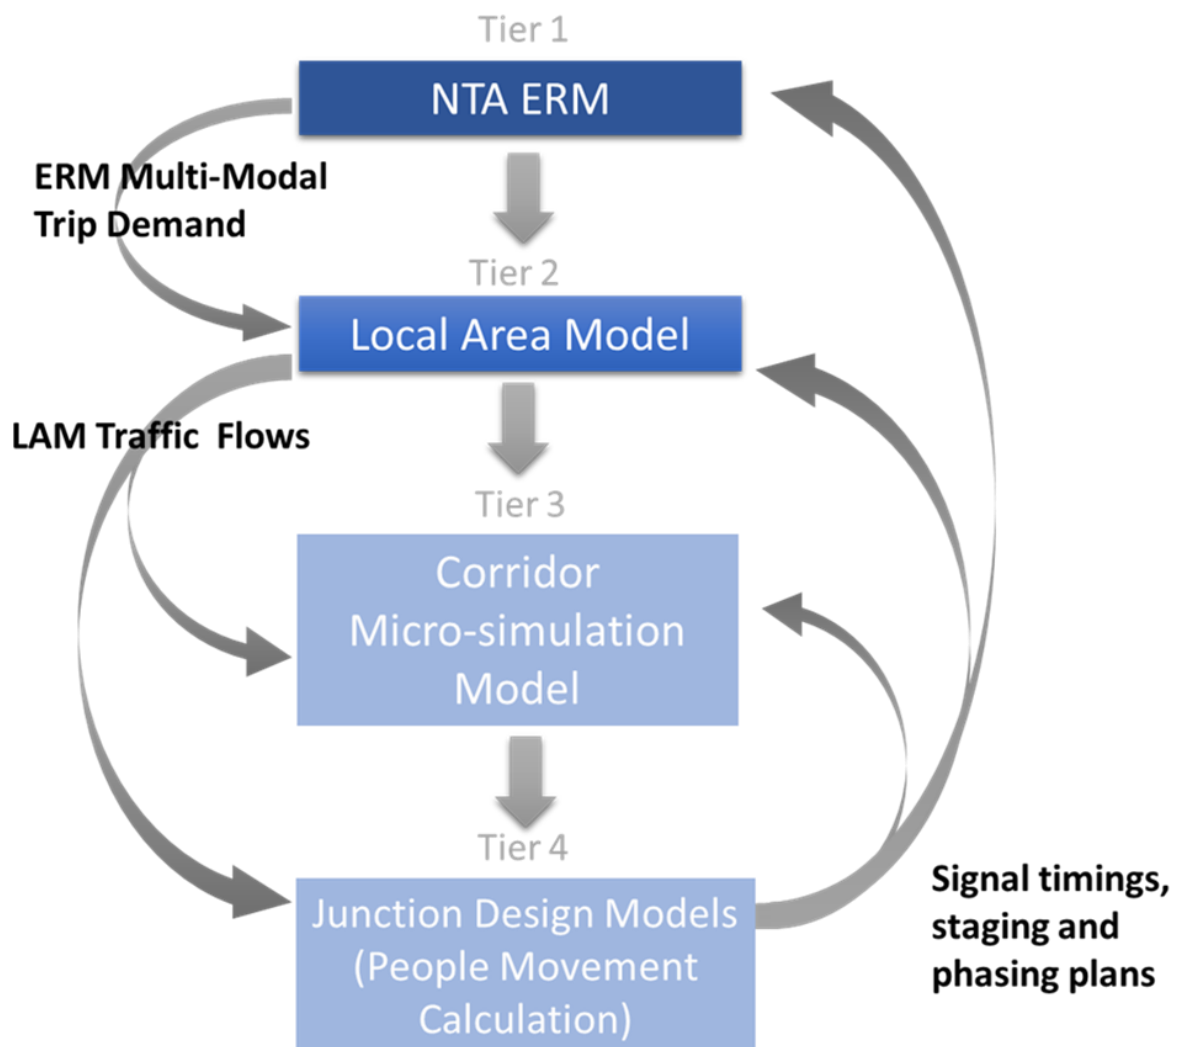 Tier 1
NTA ERM
ERM Multi-Modal
Trip Demand
Tier 2
Local Area Model
LAM Traffic Flows
Tier 3
Corridor
Micro-simulation
Model
Tier 4
Junction Design Models
(People Movement
Calculation)
Signal timings,
staging and
phasing plans